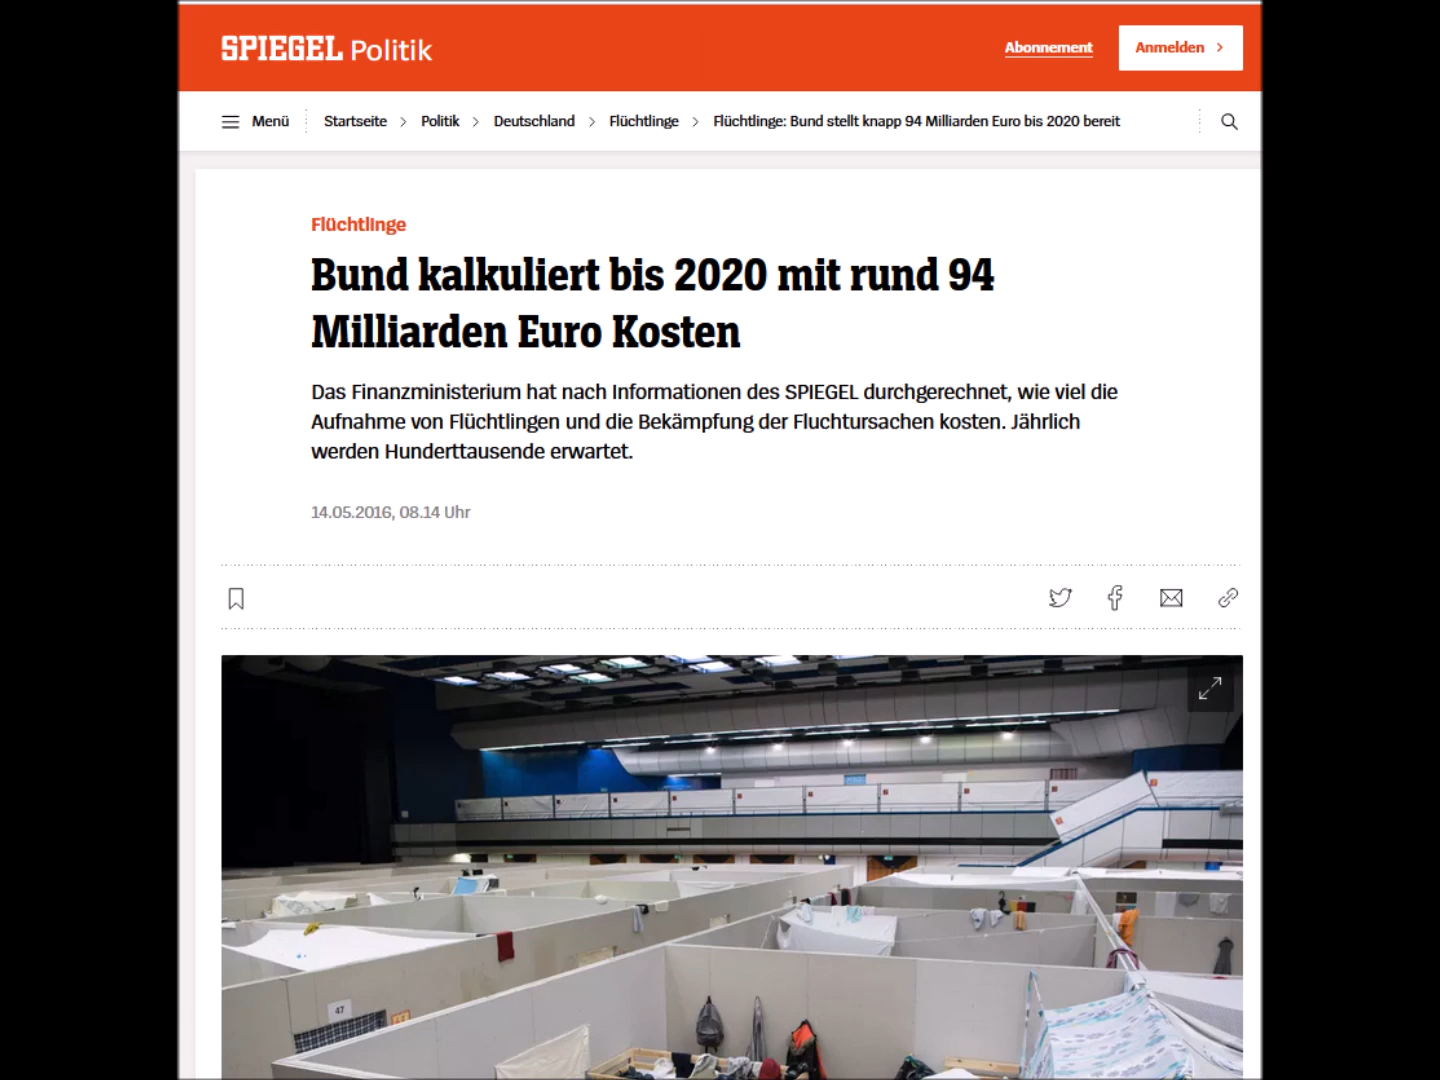 SPIEGEL Politik
Abonnement
Anmelden
Menü
Startseite
Politik
Deutschland
Flüchtlinge
Flüchtlinge: Bund stellt knapp 94 Milliarden Euro bis 2020 bereit
Flüchtlinge
Bund kalkuliert bis 2020 mit rund 94
Milliarden Euro Kosten
Das Finanzministerium hat nach Informationen des SPIEGEL durchgerechnet, wie viel die
Aufnahme von Flüchtlingen und die Bekämpfung der Fluchtursachen kosten. Jährlich
werden Hunderttausende erwartet.
14.05.2016, 08.14 Uhr
47